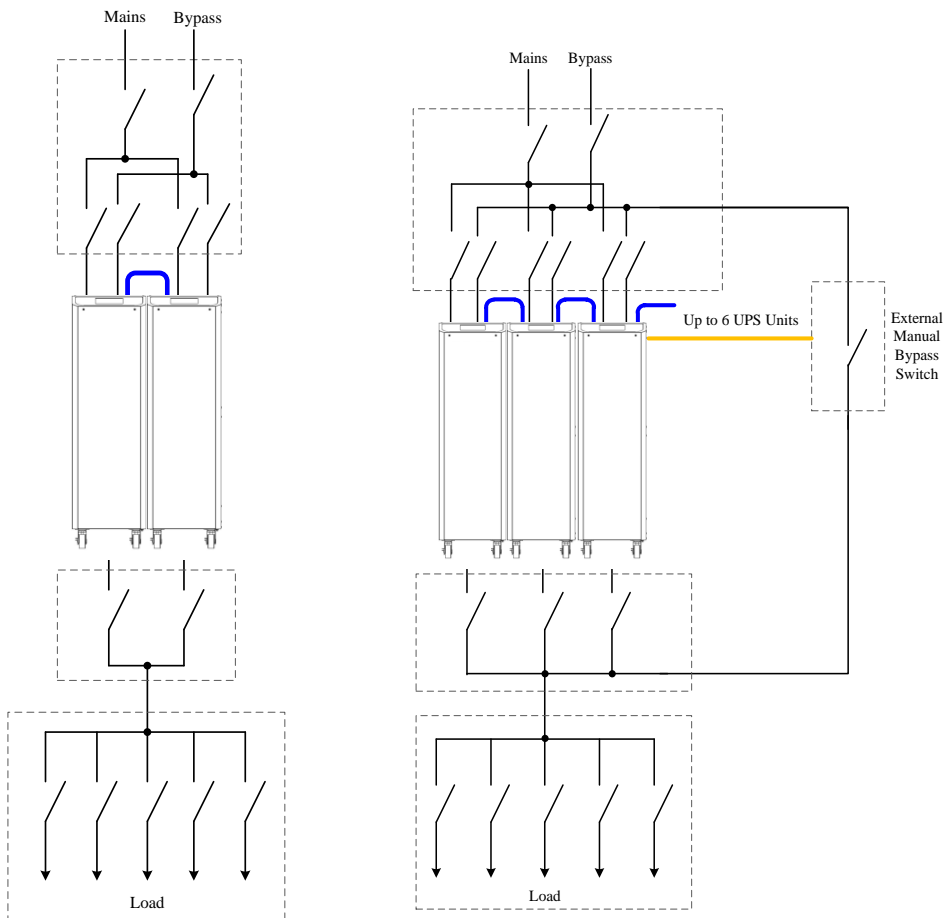 Mains Bypass
Mains Bypass
Up to 6 UPS Units
External
Manual
Bypass
Switch
Load
Load